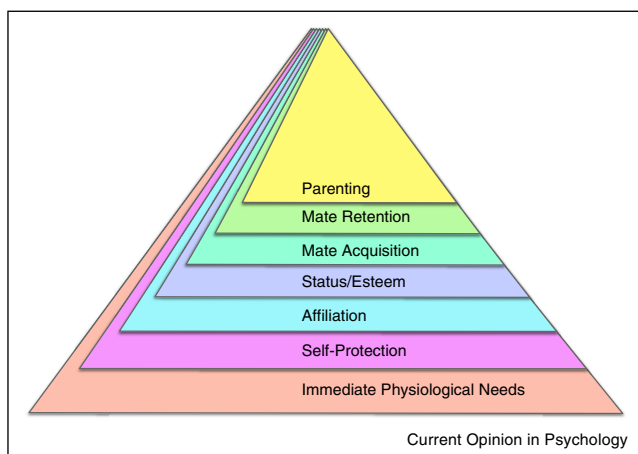 Parenting
Mate Retention
Mate Acquisition
Status/Esteem
Affiliation
Self-Protection
Immediate Physiological Needs
Current Opinion in Psychology